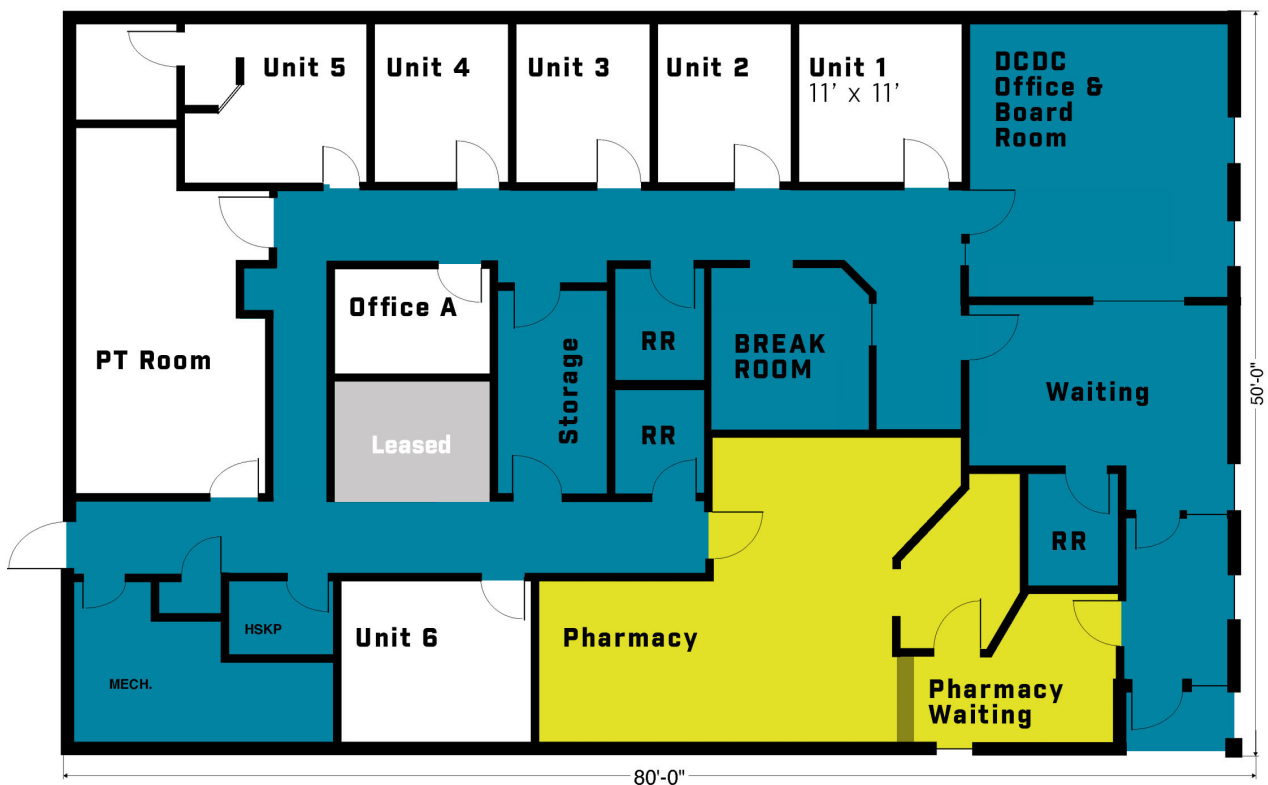 Unit 5
Unit 4
Unit 3
Unit 2
Unit 1
11’ x 11’
DCDC
Office &
Board
Room
Office A
PT Room
Storage
RR
BREAK
ROOM
Waiting
50'-0"
Leased
RR
RR
HSKP
Unit 6
Pharmacy
MECH.
Pharmacy
Waiting
80'-0"